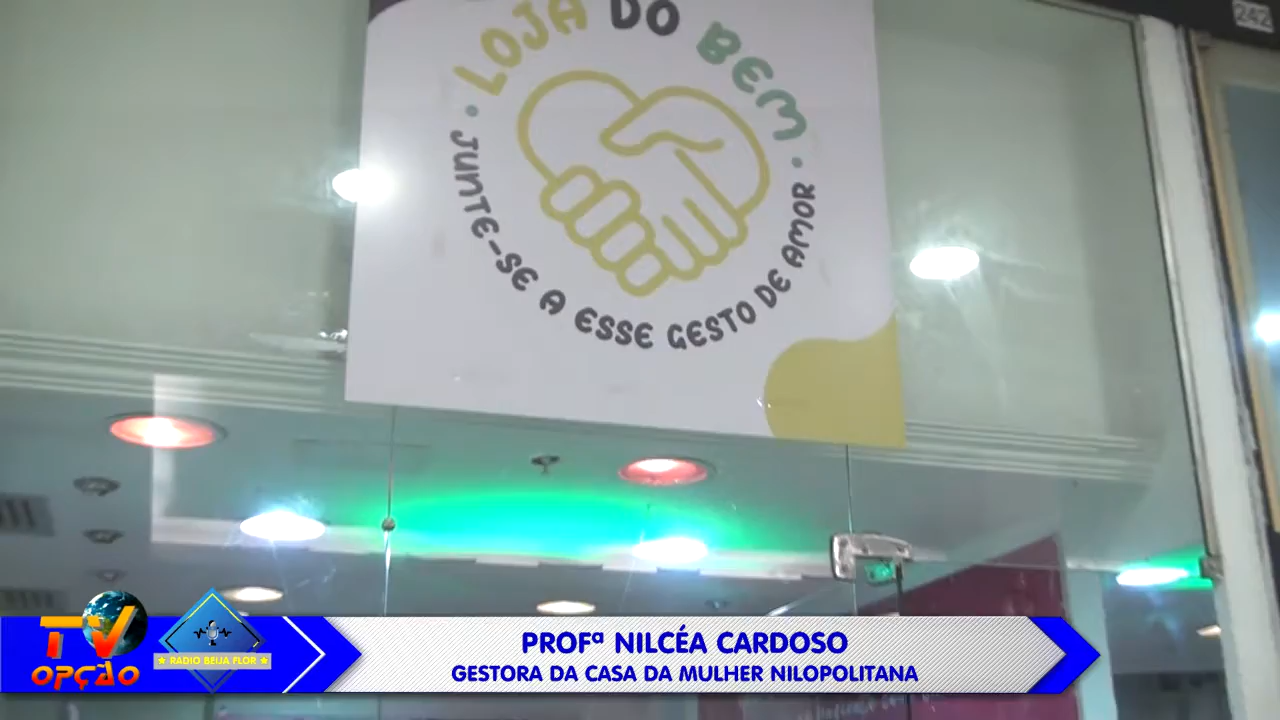 242
LOJA DO BEM
JUNTE-SE A ESSE GESTO DE AMOR
TV
OPÇÃO
RADIO BEIJA FLOR
PROFª NILCÉA CARDOSO
GESTORA DA CASA DA MULHER NILOPOLITANA